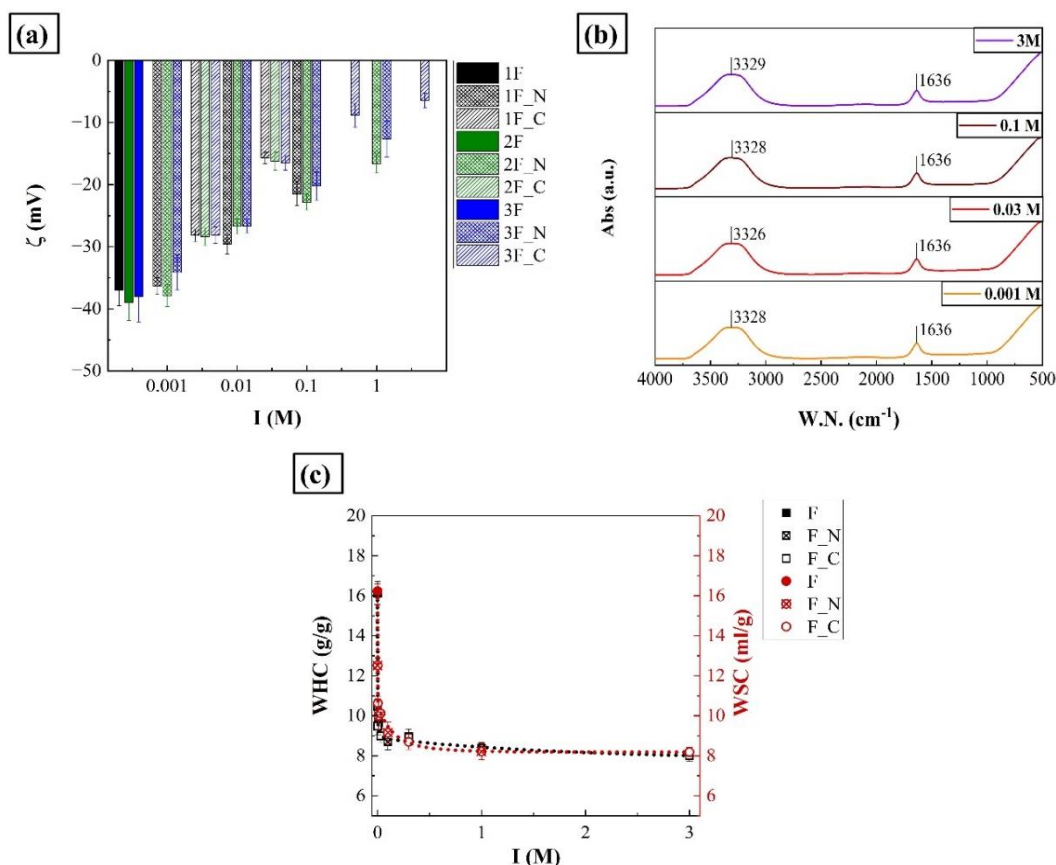 (a)
0
−10
−20
−30
−40
−50
ζ (mV)
0.001
0.01
0.1
1
I (M)
1F
1F_N
1F_C
2F
2F_N
2F_C
3F
3F_N
3F_C
(b)
3M
3329
1636
0.1 M
3328
1636
0.03 M
3326
1636
0.001 M
3328
1636
Abs (a.u.)
4000 3500 3000 2500 2000 1500 1000 500
W.N. (cm⁻¹)
(c)
20
18
16
14
12
10
8
6
WHC (g/g)
20
18
16
14
12
10
8
6
WSC (ml/g)
0 1 2 3
I (M)
F
F_N
F_C
F
F_N
F_C